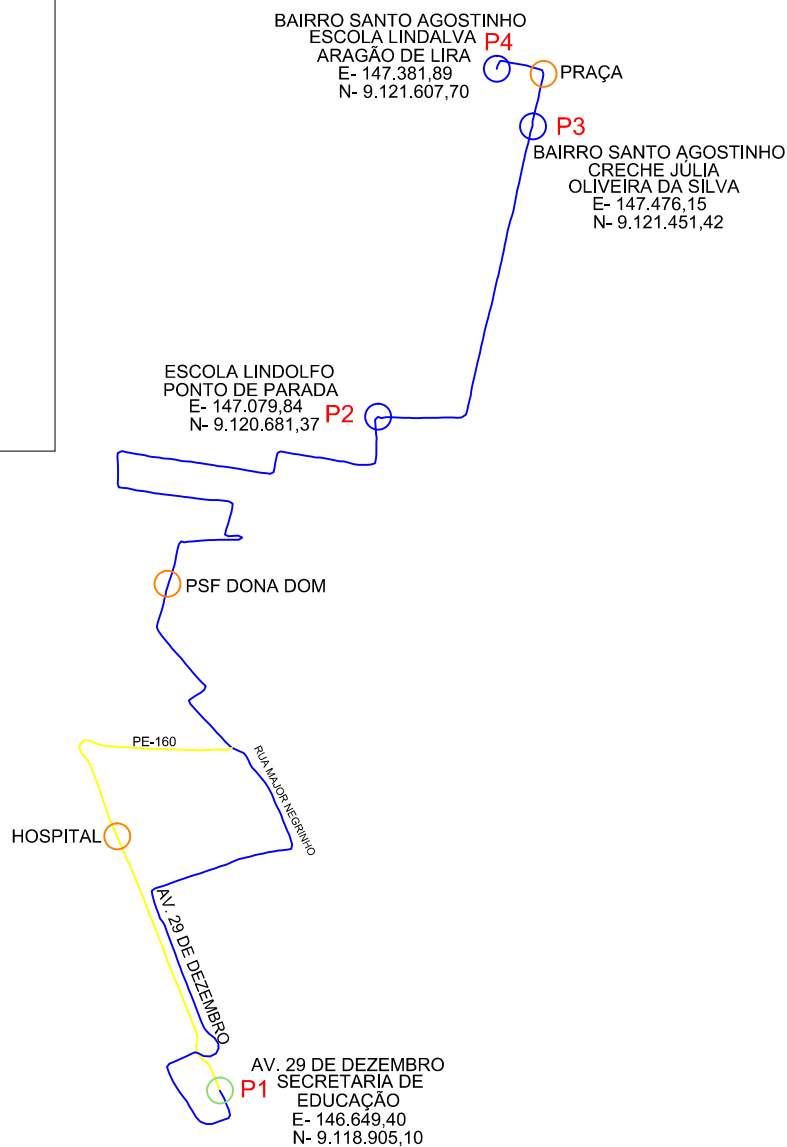 BAIRRO SANTO AGOSTINHO
ESCOLA LINDALVA
ARAGÃO DE LIRA
E- 147.381,89
N- 9.121.607,70
P4
PRAÇA
P3
BAIRRO SANTO AGOSTINHO
CRECHE JÚLIA
OLIVEIRA DA SILVA
E- 147.476,15
N- 9.121.451,42
ESCOLA LINDOLFO
PONTO DE PARADA
E- 147.079,84
N- 9.120.681,37
P2
PSF DONA DOM
PE-160
RUA MAJOR NEGRINHO
HOSPITAL
AV. 29 DE DEZEMBRO
P1
AV. 29 DE DEZEMBRO
SECRETARIA DE
EDUCAÇÃO
E- 146.649,40
N- 9.118.905,10